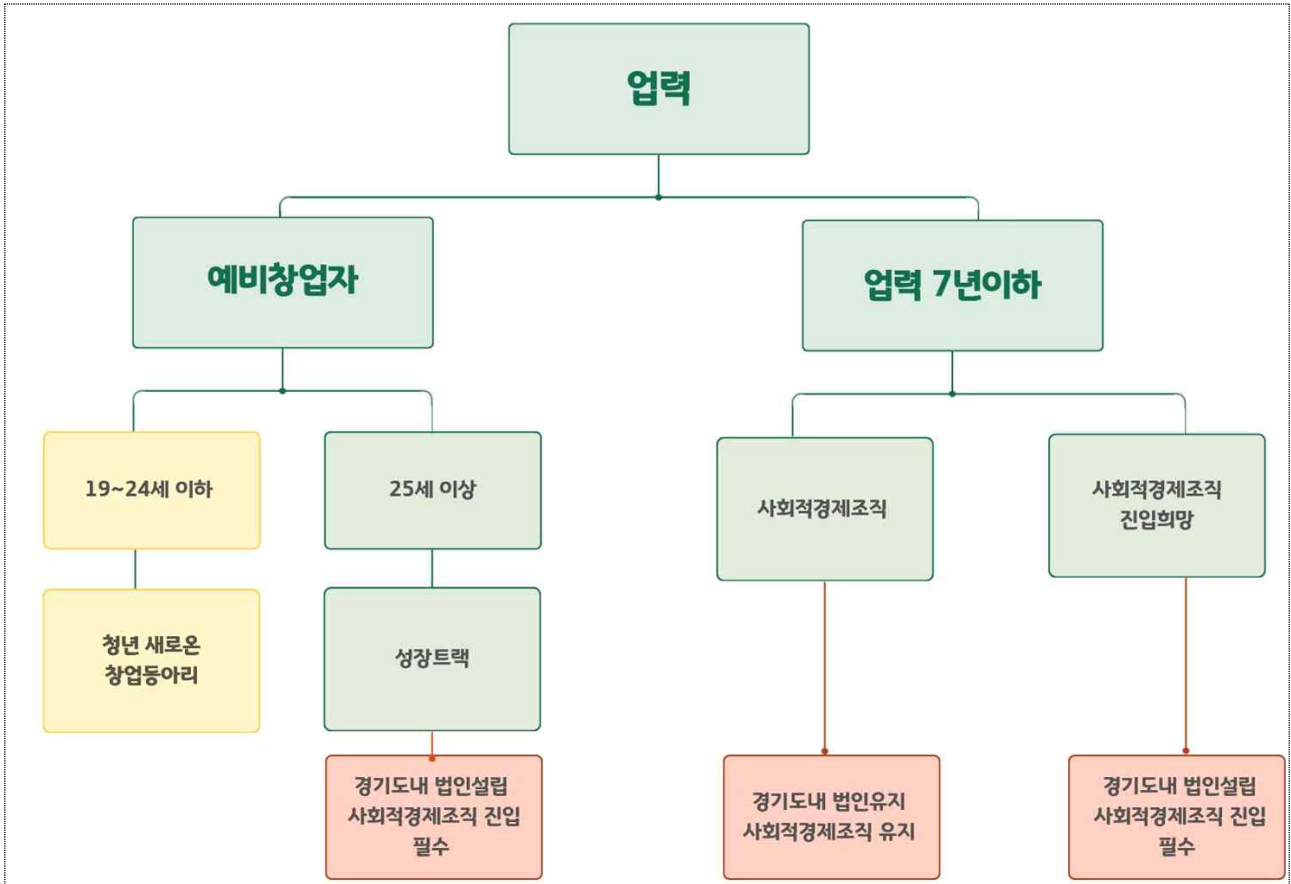 업력
예비창업자
업력 7년이하
19~24세 이하
25세 이상
사회적경제조직
사회적경제조직
진입희망
청년 새로온
창업동아리
성장트랙
경기도내 법인설립
사회적경제조직 진입
필수
경기도내 법인유지
사회적경제조직 유지
경기도내 법인설립
사회적경제조직 진입
필수